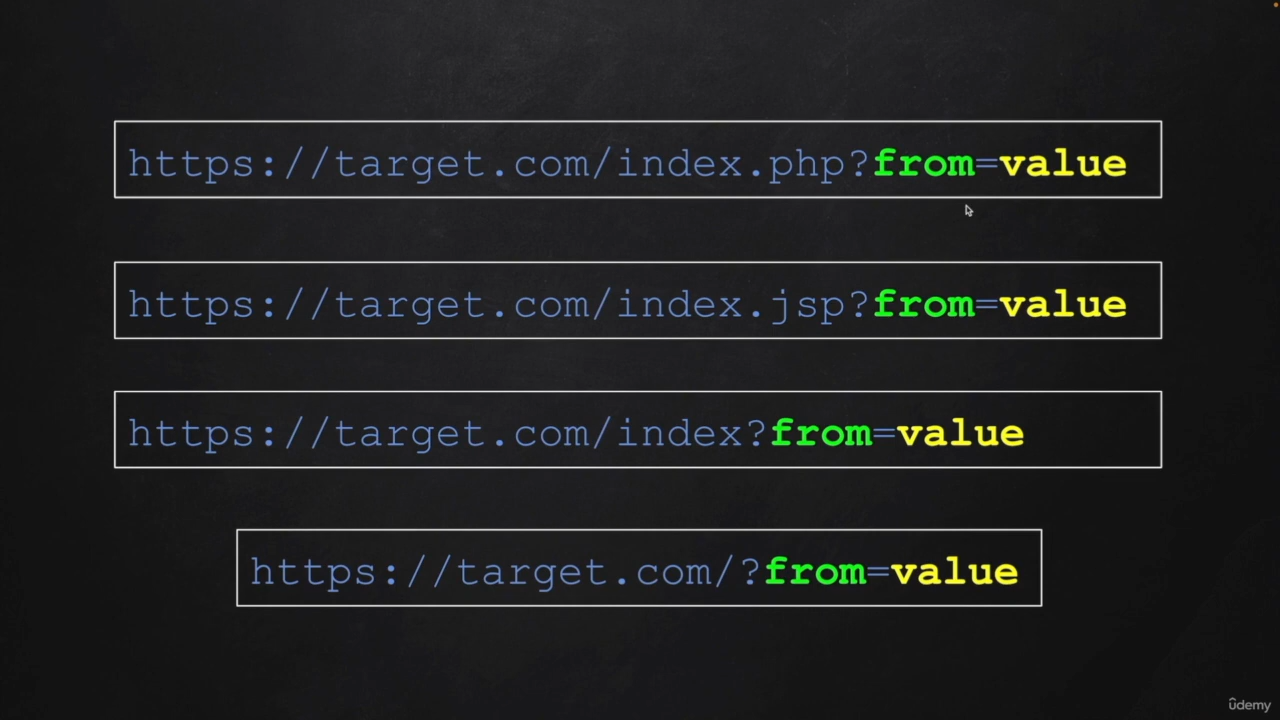 https://target.com/index.php?from=value
https://target.com/index.jsp?from=value
https://target.com/index?from=value
https://target.com/?from=value
ûdemy